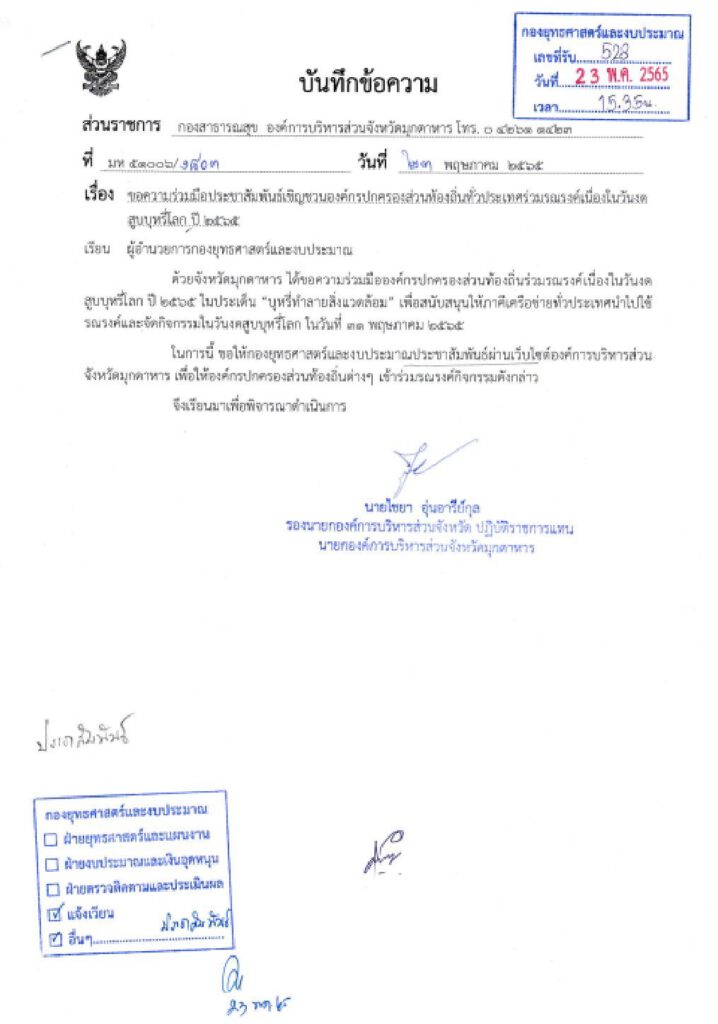 กองยุทธศาสตร์และงบประมาณ
เลขที่รับ 528
วันที่ 23 พ.ค. 2565
เวลา 15.35น.
บันทึกข้อความ
ส่วนราชการ กองสาธารณสุข องค์การบริหารส่วนจังหวัดมุกดาหาร โทร. ๐ ๔๒๖๑ ๑๔๒๓
ที่ มห ๕๑๐๐๖/ วันที่ ๒๓ พฤษภาคม ๒๕๖๕
เรื่อง ขอความร่วมมือประชาสัมพันธ์เชิญชวนองค์กรปกครองส่วนท้องถิ่นทั่วประเทศร่วมรณรงค์เนื่องในวันงด
สูบบุหรี่โลก ปี ๒๕๖๕
เรียน ผู้อำนวยการกองยุทธศาสตร์และงบประมาณ
ด้วยจังหวัดมุกดาหาร ได้ขอความร่วมมือองค์กรปกครองส่วนท้องถิ่นร่วมรณรงค์เนื่องในวันงด
สูบบุหรี่โลก ปี ๒๕๖๕ ในประเด็น “บุหรี่ทำลายสิ่งแวดล้อม” เพื่อสนับสนุนให้ภาคีเครือข่ายทั่วประเทศนำไปใช้
รณรงค์และจัดกิจกรรมในวันงดสูบบุหรี่โลก ในวันที่ ๓๑ พฤษภาคม ๒๕๖๕
ในการนี้ ขอให้กองยุทธศาสตร์และงบประมาณประชาสัมพันธ์ผ่านเว็บไซต์องค์การบริหารส่วน
จังหวัดมุกดาหาร เพื่อให้องค์กรปกครองส่วนท้องถิ่นต่างๆ เข้าร่วมรณรงค์กิจกรรมดังกล่าว
จึงเรียนมาเพื่อพิจารณาดำเนินการ
นายไชยา อุ่นอารีย์กุล
รองนายกองค์การบริหารส่วนจังหวัด ปฏิบัติราชการแทน
นายกองค์การบริหารส่วนจังหวัดมุกดาหาร
ประชาสัมพันธ์
กองยุทธศาสตร์และงบประมาณ
ฝ่ายยุทธศาสตร์และแผนงาน
ฝ่ายงบประมาณและเงินอุดหนุน
ฝ่ายตรวจติดตามและประเมินผล
แจ้งเวียน
อื่นๆ ประชาสัมพันธ์